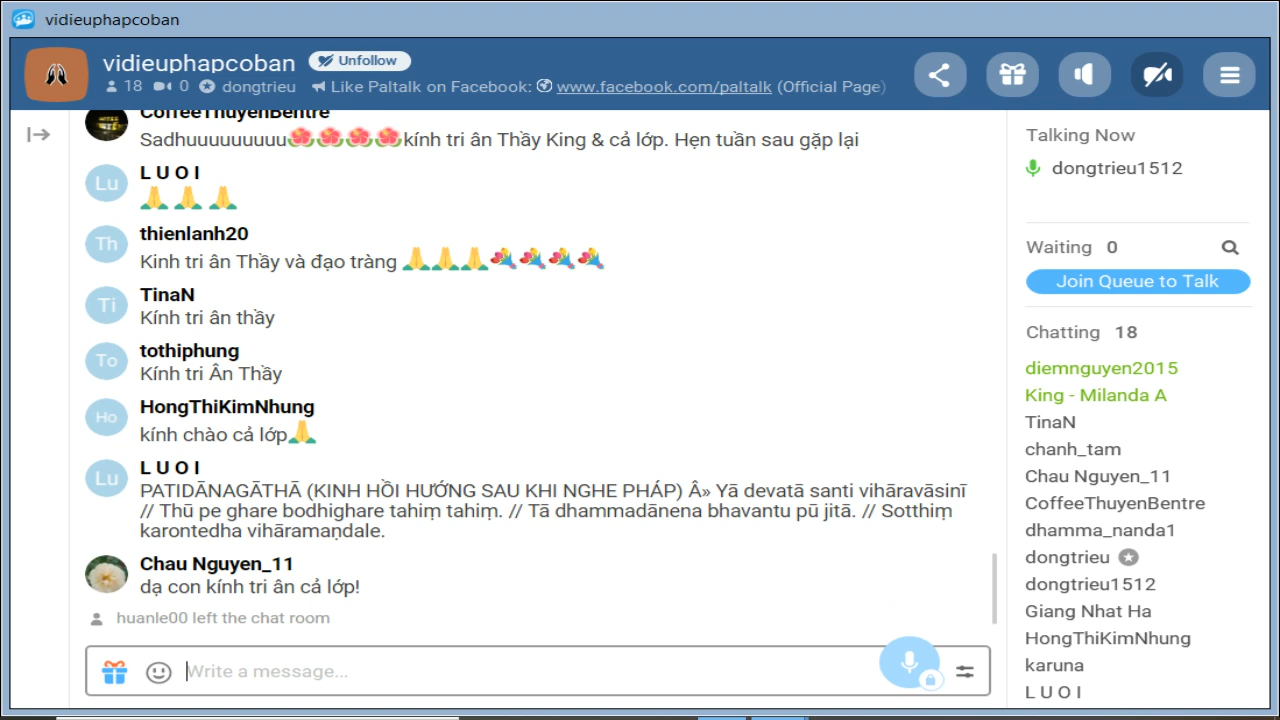 vidieuphapcoban
vidieuphapcoban Unfollow
18 0 dongtrieu Like Paltalk on Facebook: www.facebook.com/paltalk (Official Page)
CoffeeThuyenBentre
Sadhuuuuuuuuu🌺🌺🌺🌺kính tri ân Thầy King & cả lớp. Hẹn tuần sau gặp lại
Lu
L U O I
🙏 🙏 🙏
Th
thienlanh20
Kinh tri ân Thầy và đạo tràng 🙏🙏🙏💐💐💐💐
Ti
TinaN
Kính tri ân thầy
To
tothiphung
Kính tri Ân Thầy
Ho
HongThiKimNhung
kính chào cả lớp🙏
Lu
L U O I
PATIDĀNAGĀTHĀ (KINH HỒI HƯỚNG SAU KHI NGHE PHÁP) Â» Yā devatā santi vihāravāsinī
// Thū pe ghare bodhighare tahiṃ tahiṃ. // Tā dhammadānena bhavantu pū jitā. // Sotthiṃ
karontedha vihāramaṇdale.
Chau Nguyen_11
dạ con kính tri ân cả lớp!
huanle00 left the chat room
Write a message...
Talking Now
dongtrieu1512
Waiting 0
Join Queue to Talk
Chatting 18
diemnguyen2015
King - Milanda A
TinaN
chanh_tam
Chau Nguyen_11
CoffeeThuyenBentre
dhamma_nanda1
dongtrieu
dongtrieu1512
Giang Nhat Ha
HongThiKimNhung
karuna
L U O I